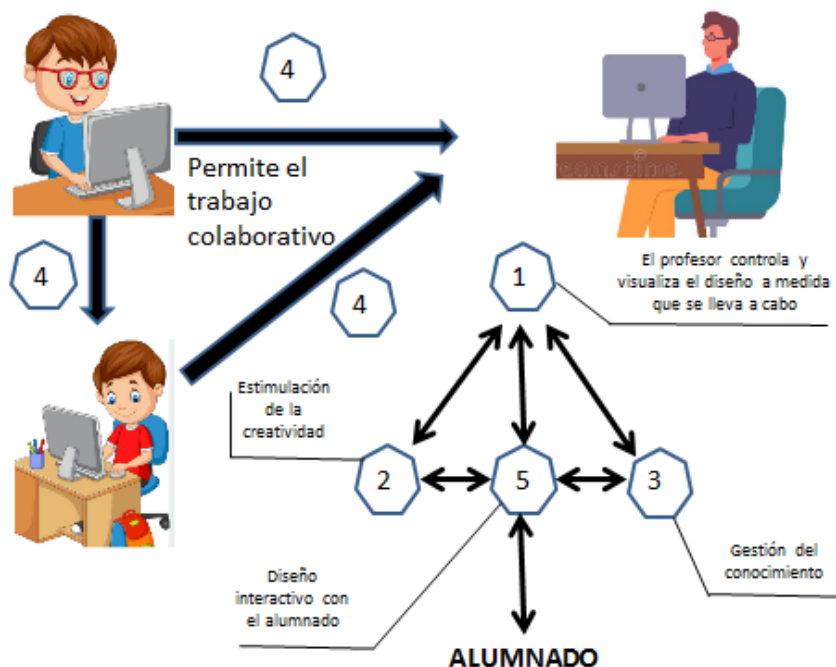 4
Permite el
trabajo
colaborativo
4
4
El profesor controla y
visualiza el diseño a medida
que se lleva a cabo
1
Estimulación
de la
creatividad
2
5
3
Gestión del
conocimiento
Diseño
interactivo con
el alumnado
ALUMNADO